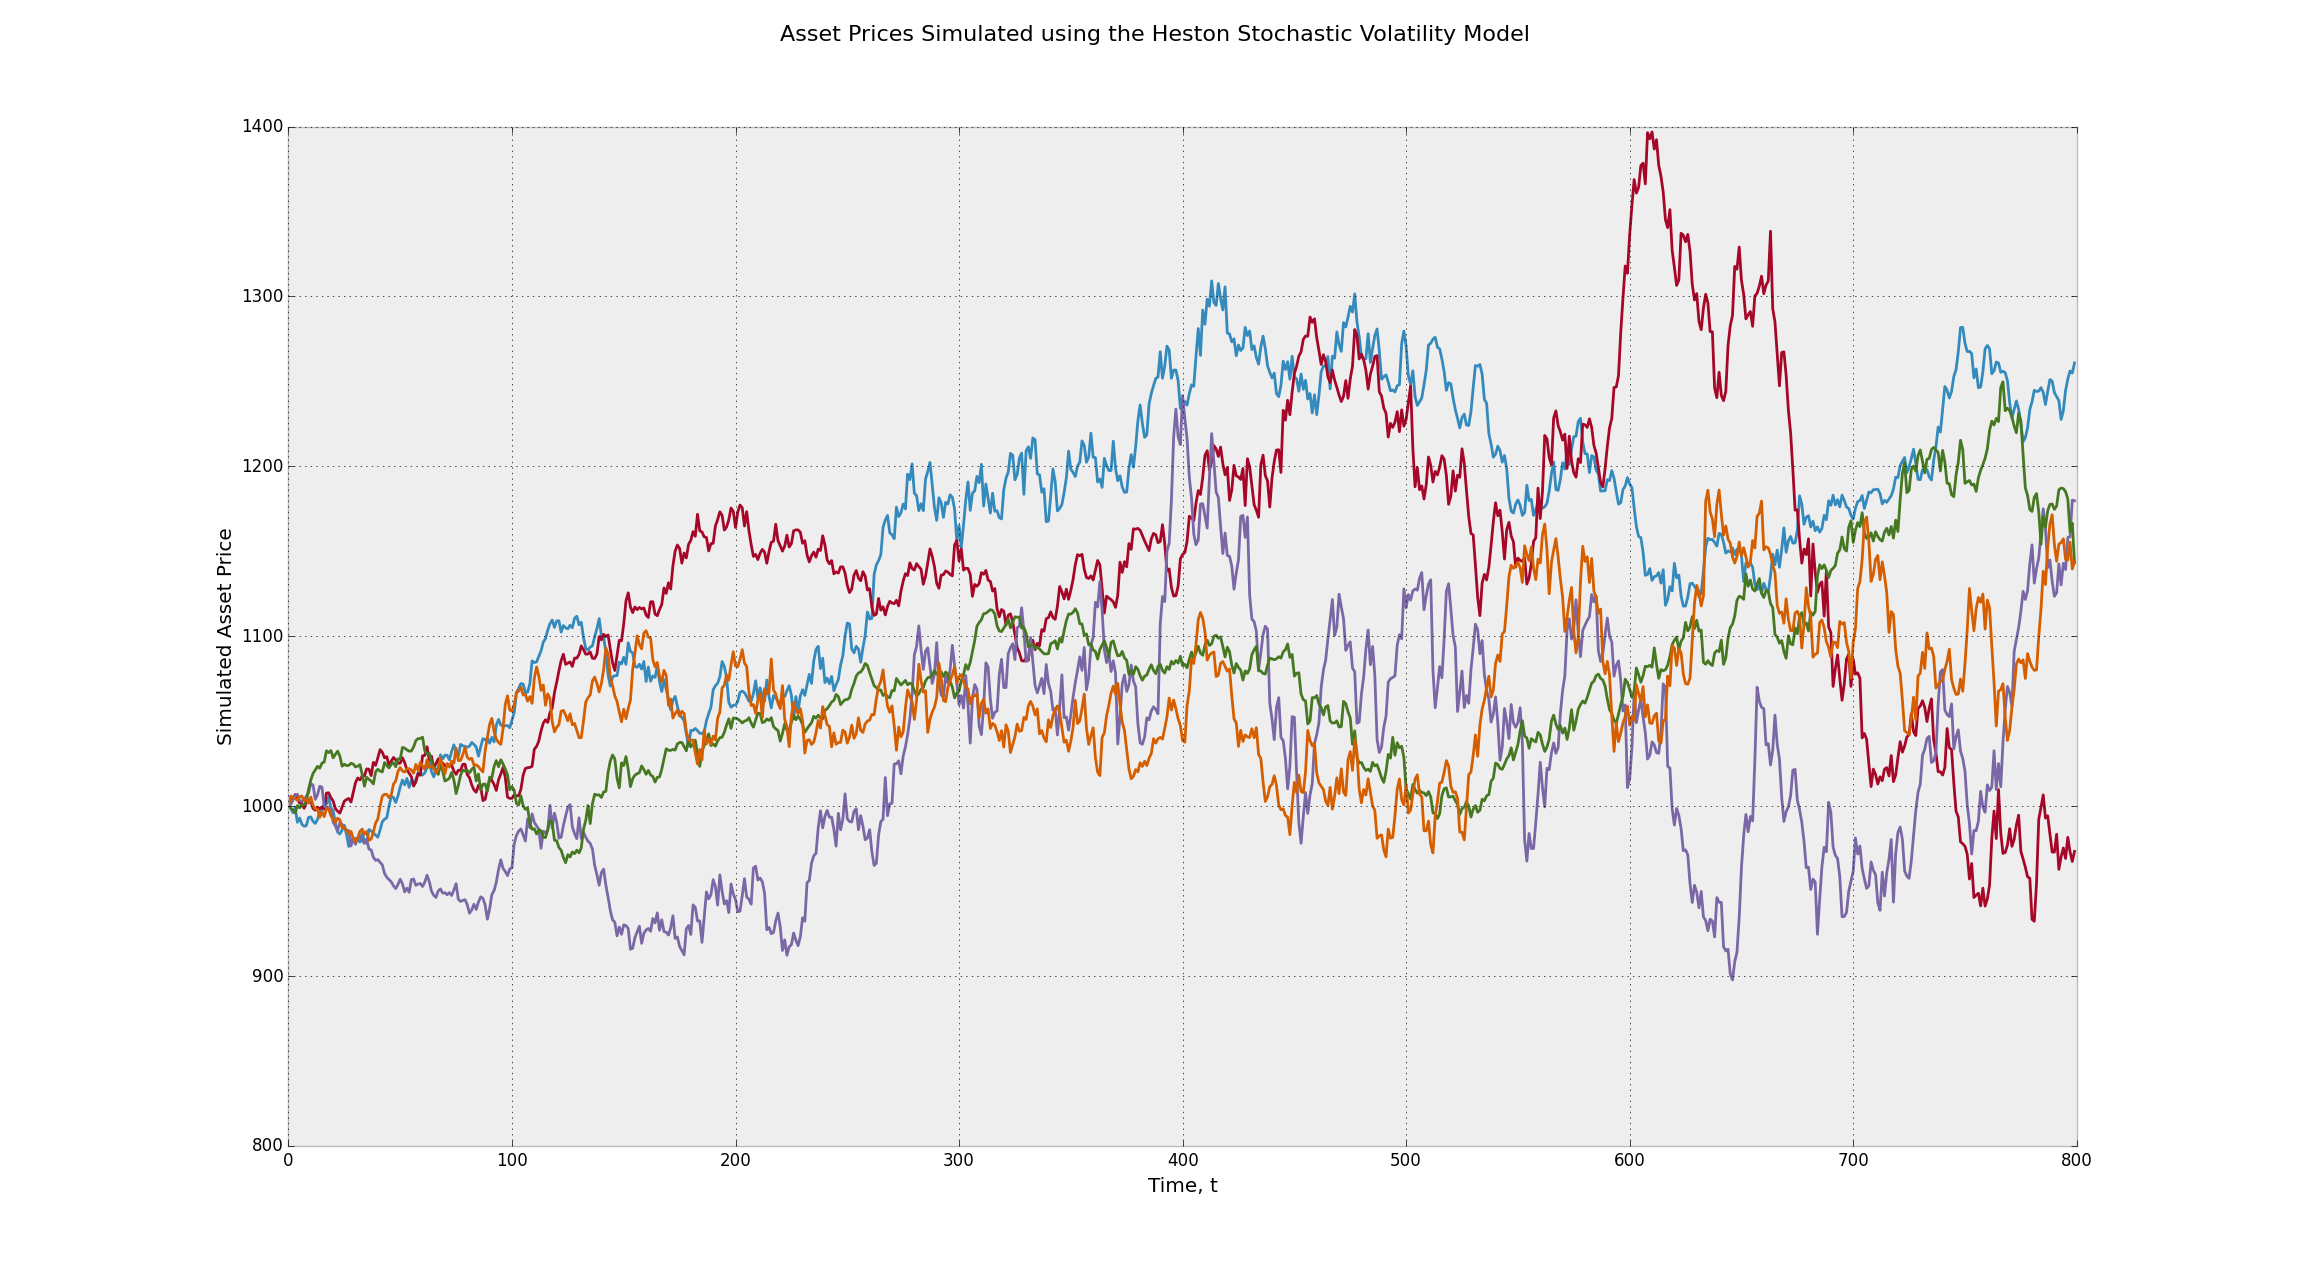 Asset Prices Simulated using the Heston Stochastic Volatility Model
1400
1300
1200
1100
1000
900
800
Simulated Asset Price
0 100 200 300 400 500 600 700 800
Time, t